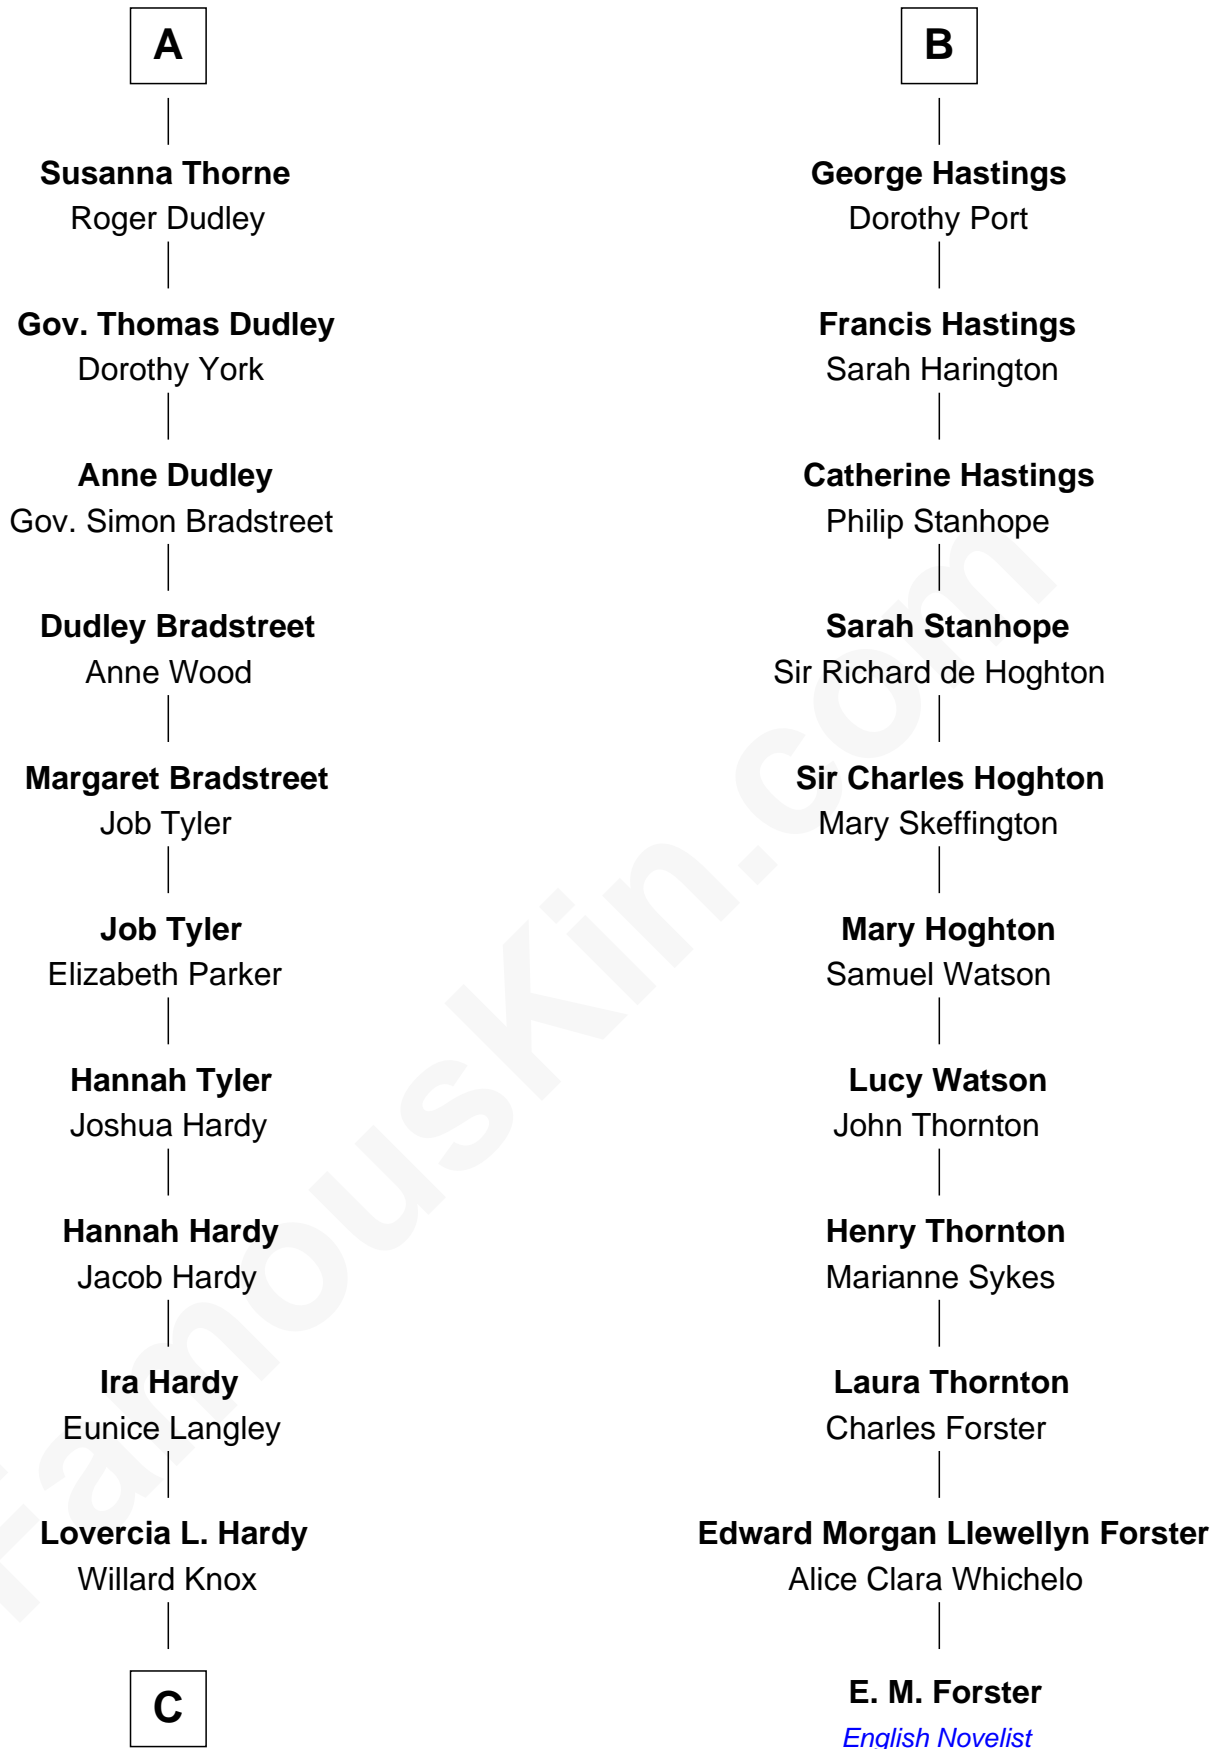 A
Susanna Thorne
Roger Dudley
Gov. Thomas Dudley
Dorothy York
Anne Dudley
Gov. Simon Bradstreet
Dudley Bradstreet
Anne Wood
Margaret Bradstreet
Job Tyler
Job Tyler
Elizabeth Parker
Hannah Tyler
Joshua Hardy
Hannah Hardy
Jacob Hardy
Ira Hardy
Eunice Langley
Lovercia L. Hardy
Willard Knox
C
B
George Hastings
Dorothy Port
Francis Hastings
Sarah Harington
Catherine Hastings
Philip Stanhope
Sarah Stanhope
Sir Richard de Hoghton
Sir Charles Hoghton
Mary Skeffington
Mary Hoghton
Samuel Watson
Lucy Watson
John Thornton
Henry Thornton
Marianne Sykes
Laura Thornton
Charles Forster
Edward Morgan Llewellyn Forster
Alice Clara Whichelo
E. M. Forster
English Novelist
FamousKin.com